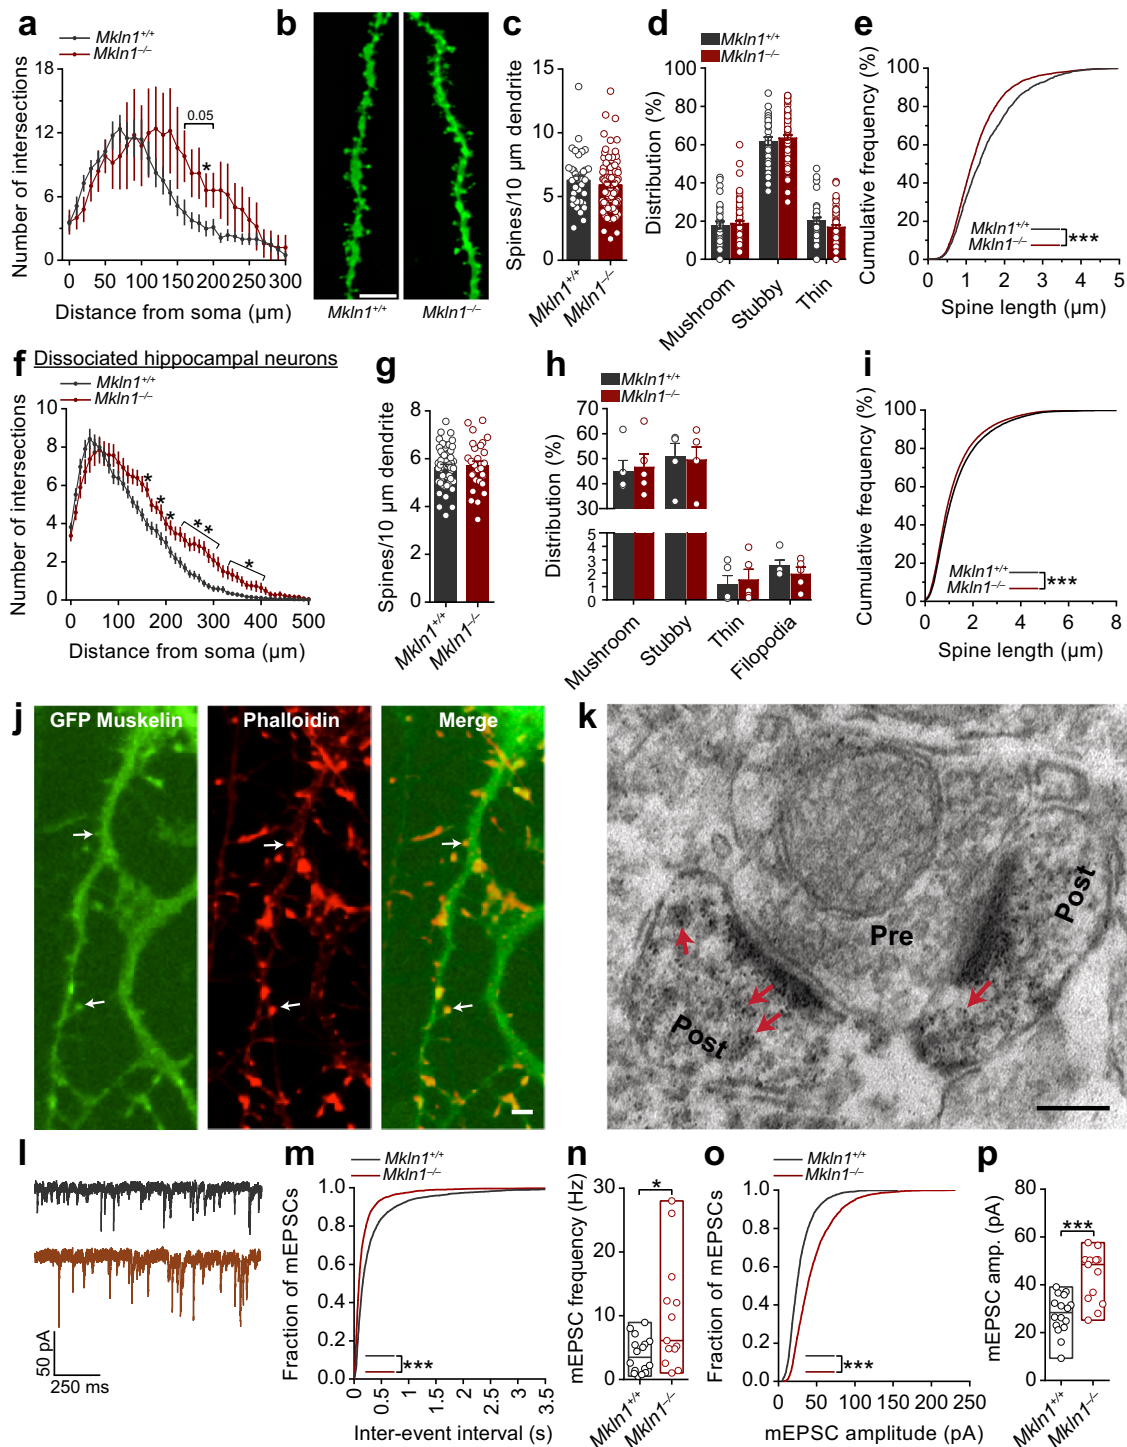 a
Mkln1+/+
Mkln1–/–
Number of intersections
18
12
6
0
0.05
*
0 50 100 150 200 250 300
Distance from soma (µm)
b
Mkln1+/+ Mkln1–/–
c
Spines/10 µm dendrite
15
10
5
0
Mkln1+/+
Mkln1–/–
d
Mkln1+/+
Mkln1–/–
Distribution (%)
100
80
60
40
20
0
Mushroom
Stubby
Thin
e
Cumulative frequency (%)
100
80
60
40
20
0
Mkln1+/+
Mkln1–/–
***
0 1 2 3 4 5
Spine length (µm)
f Dissociated hippocampal neurons
Mkln1+/+
Mkln1–/–
Number of intersections
10
8
6
4
2
0
*
*
*
**
*
0 100 200 300 400 500
Distance from soma (µm)
g
Spines/10 µm dendrite
8
6
4
2
0
Mkln1+/+
Mkln1–/–
h
Mkln1+/+
Mkln1–/–
Distribution (%)
70
60
50
40
30
5
4
3
2
1
0
Mushroom
Stubby
Thin
Filopodia
i
Cumulative frequency (%)
100
80
60
40
20
0
Mkln1+/+
Mkln1–/–
***
0 2 4 6 8
Spine length (µm)
j
GFP Muskelin
Phalloidin
Merge
k
Pre
Post
Post
l
50 pA
250 ms
m
Mkln1+/+
Mkln1–/–
Fraction of mEPSCs
1.0
0.8
0.6
0.4
0.2
0.0
***
0 0.5 1.0 1.5 2.0 2.5 3.0 3.5
Inter-event interval (s)
n
mEPSC frequency (Hz)
30
20
10
0
*
Mkln1+/+
Mkln1–/–
o
Mkln1+/+
Mkln1–/–
Fraction of mEPSCs
1.0
0.8
0.6
0.4
0.2
0.0
***
0 50 100 150 200 250
mEPSC amplitude (pA)
p
mEPSC amp. (pA)
80
60
40
20
0
***
Mkln1+/+
Mkln1–/–